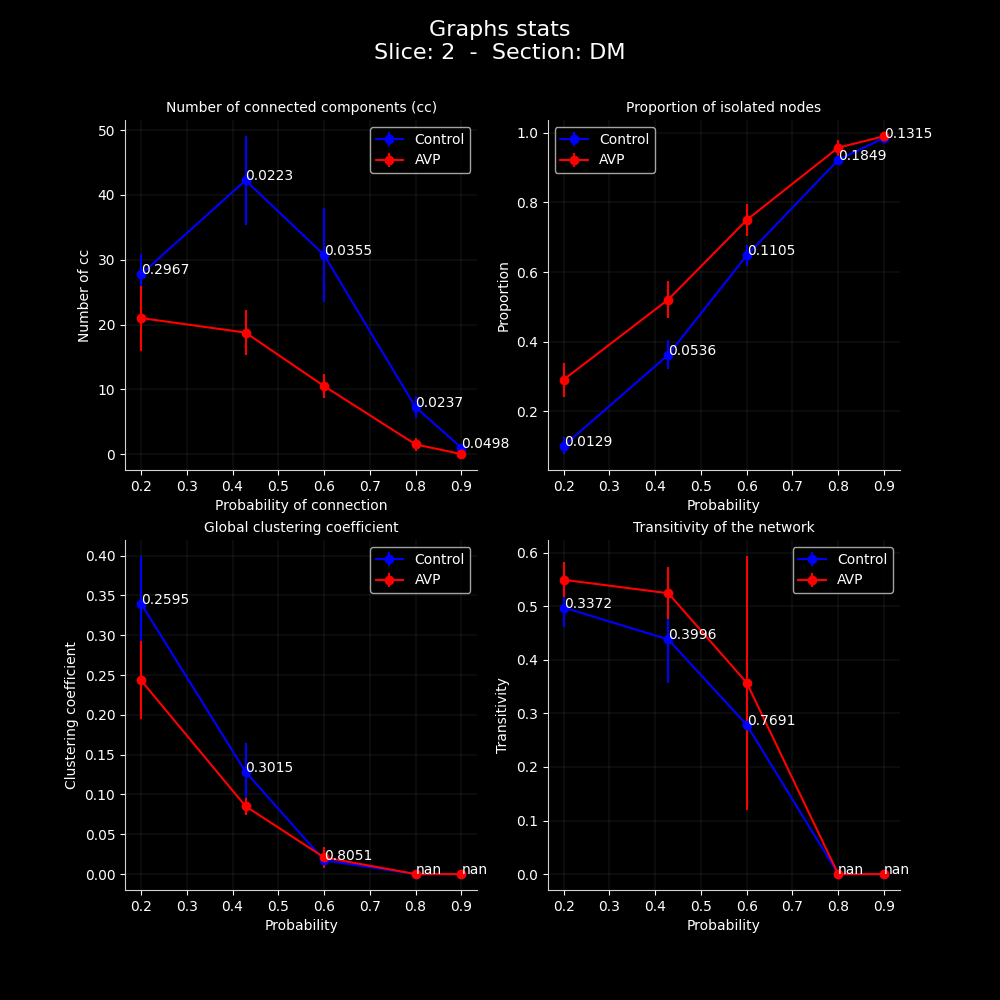 Graphs stats
Slice: 2 - Section: DM
Number of connected components (cc)
50
40
30
20
10
0
Number of cc
Control
AVP
0.2967
0.0223
0.0355
0.0237
0.0498
0.2 0.3 0.4 0.5 0.6 0.7 0.8 0.9
Probability of connection
Proportion of isolated nodes
1.0
0.8
0.6
0.4
0.2
Proportion
Control
AVP
0.0129
0.0536
0.1105
0.1849
0.1315
0.2 0.3 0.4 0.5 0.6 0.7 0.8 0.9
Probability
Global clustering coefficient
0.40
0.35
0.30
0.25
0.20
0.15
0.10
0.05
0.00
Clustering coefficient
Control
AVP
0.2595
0.3015
0.8051
nan
nan
0.2 0.3 0.4 0.5 0.6 0.7 0.8 0.9
Probability
Transitivity of the network
0.6
0.5
0.4
0.3
0.2
0.1
0.0
Transitivity
Control
AVP
0.3372
0.3996
0.7691
nan
nan
0.2 0.3 0.4 0.5 0.6 0.7 0.8 0.9
Probability